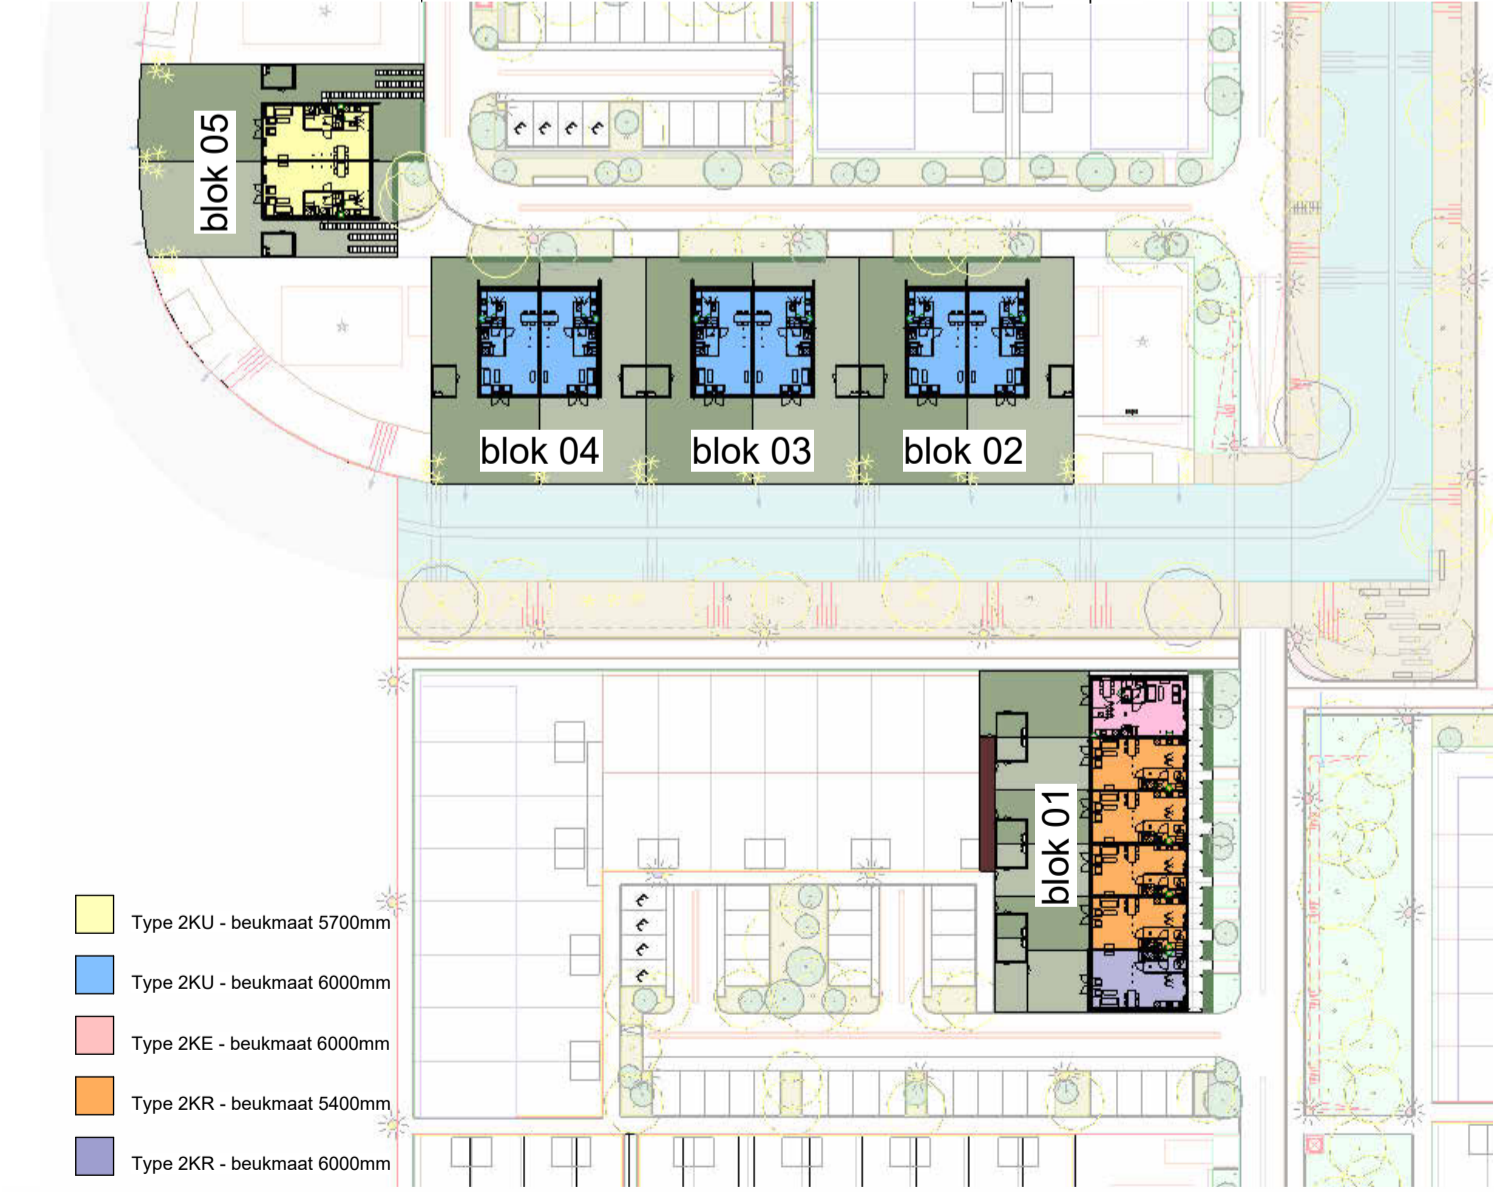 blok 05
blok 04
blok 03
blok 02
blok 01
Type 2KU - beukmaat 5700mm
Type 2KU - beukmaat 6000mm
Type 2KE - beukmaat 6000mm
Type 2KR - beukmaat 5400mm
Type 2KR - beukmaat 6000mm